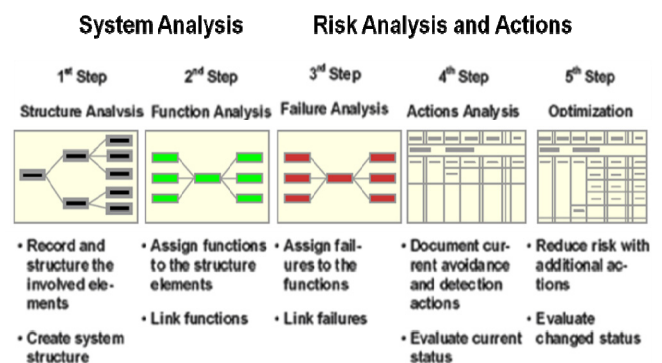 System Analysis
Risk Analysis and Actions
1st Step
2nd Step
3rd Step
4th Step
5th Step
Structure Analysis
Function Analysis
Failure Analysis
Actions Analysis
Optimization
• Record and
structure the
involved ele-
ments
• Create system
structure
• Assign functions
to the structure
elements
• Link functions
• Assign fail-
ures to the
functions
• Link failures
• Document cur-
rent avoidance
and detection
actions
• Evaluate current
status
• Reduce risk with
additional ac-
tions
• Evaluate
changed status